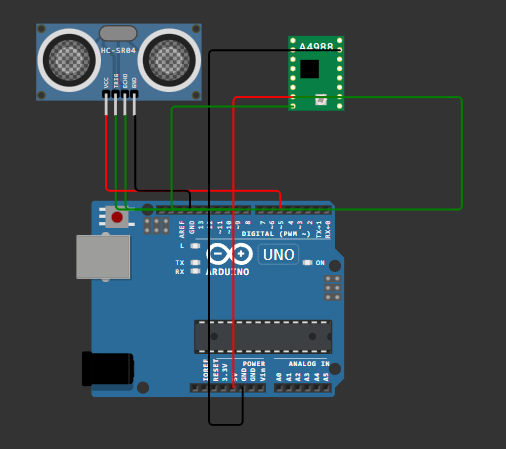 A4988
HC-SR04
VCC
TRIG
ECHO
GND
AREF
GND
13
12
~11
~10
~9
8
7
~6
~5
4
~3
2
TX→1
RX←0
DIGITAL (PWM ~)
L
TX
RX
UNO
ON
ARDUINO
IOREF
RESET
3.3V
5V
GND
GND
Vin
POWER
ANALOG IN
A0
A1
A2
A3
A4
A5